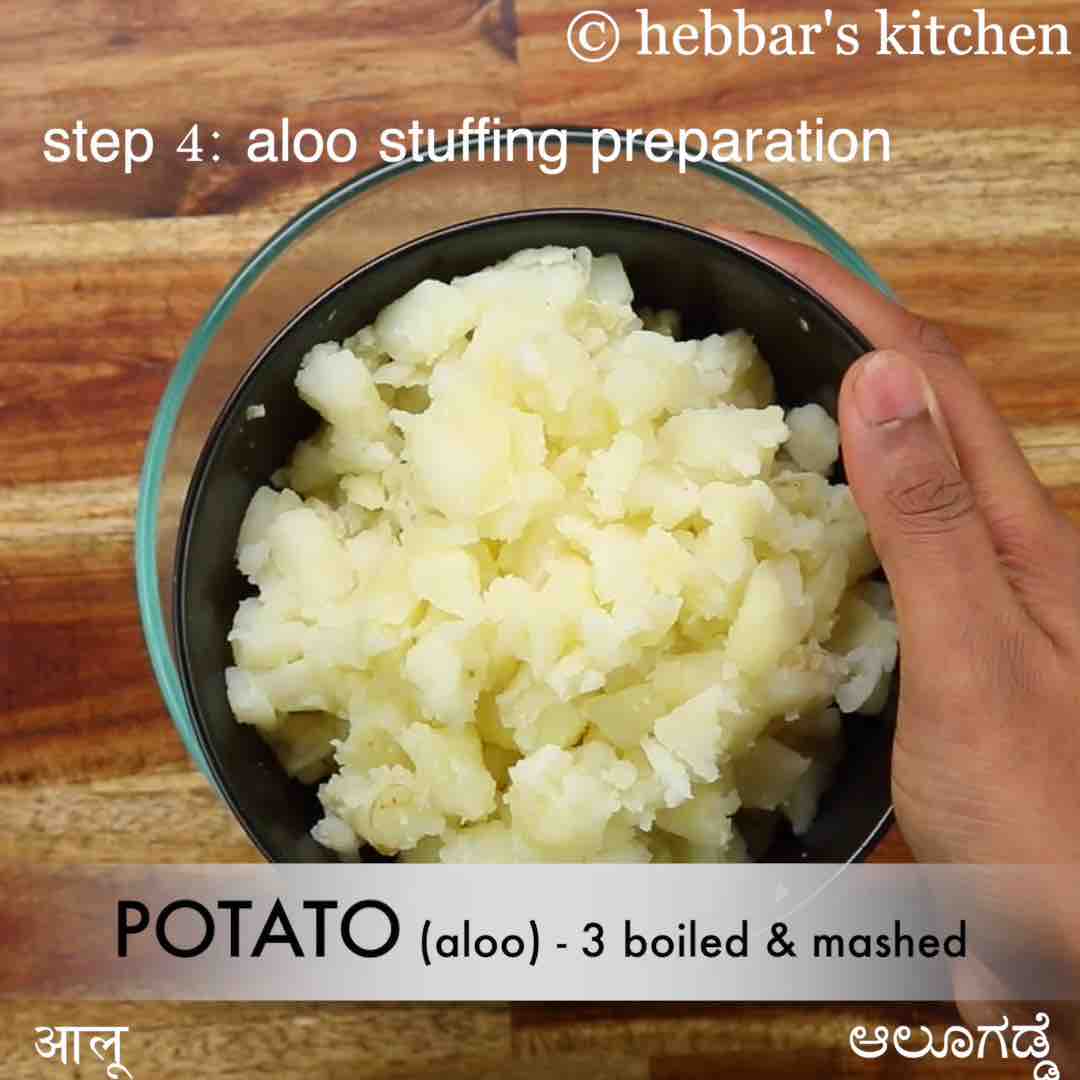 © hebbar's kitchen
step 4: aloo stuffing preparation
POTATO (aloo) - 3 boiled & mashed
आलू
ಆಲೂಗಡ್ಡೆ